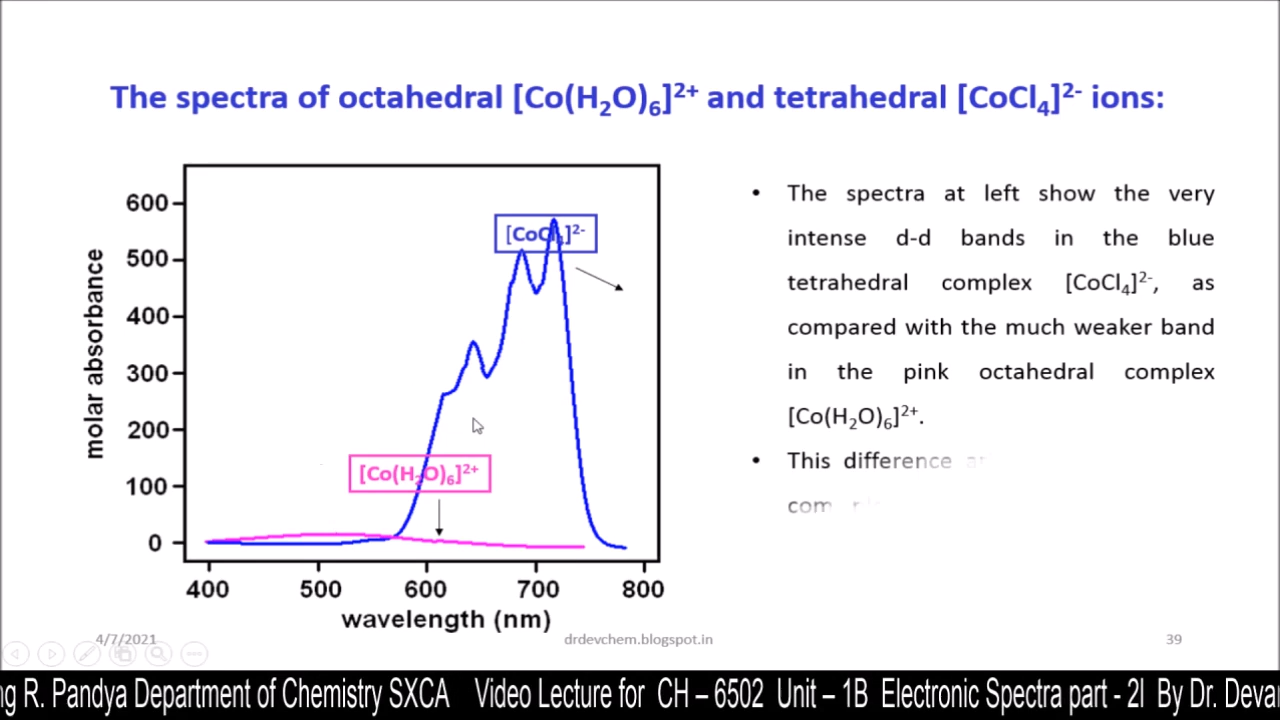 The spectra of octahedral [Co(H₂O)₆]²⁺ and tetrahedral [CoCl₄]²⁻ ions:
600
500
400
300
200
100
0
molar absorbance
[CoCl₄]²⁻
[Co(H₂O)₆]²⁺
400 500 600 700 800
wavelength (nm)
• The spectra at left show the very
intense d-d bands in the blue
tetrahedral complex [CoCl₄]²⁻, as
compared with the much weaker band
in the pink octahedral complex
[Co(H₂O)₆]²⁺.
• This difference
4/7/2021 drdevchem.blogspot.in 39
ng R. Pandya Department of Chemistry SXCA Video Lecture for CH – 6502 Unit – 1B Electronic Spectra part - 2I By Dr. Deva